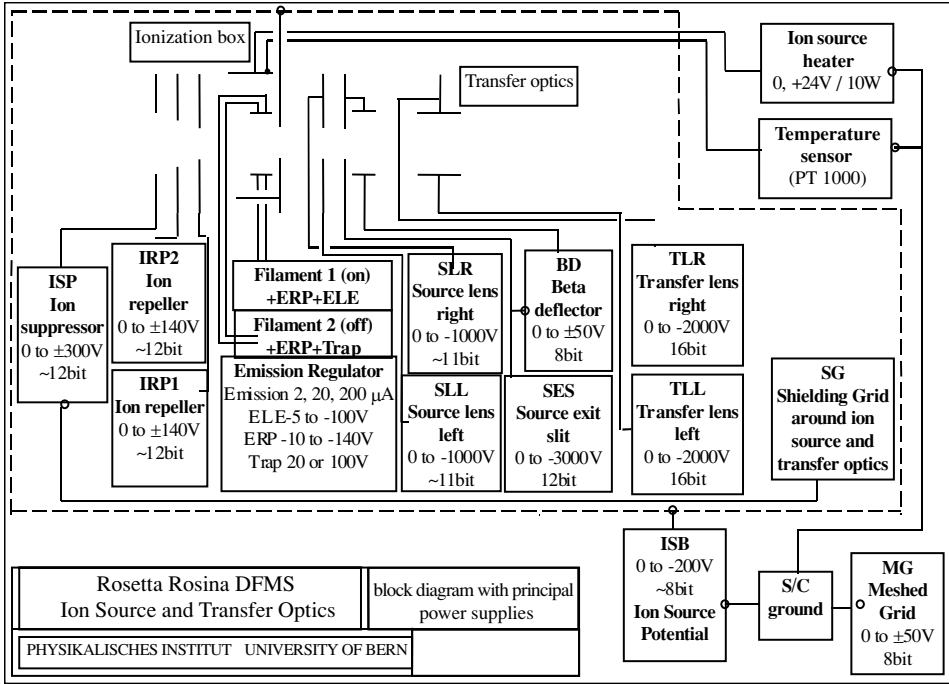 Ionization box
Transfer optics
Ion source
heater
0, +24V / 10W
Temperature
sensor
(PT 1000)
ISP
Ion
suppressor
0 to ±300V
~12bit
IRP2
Ion
repeller
0 to ±140V
~12bit
IRP1
Ion repeller
0 to ±140V
~12bit
Filament 1 (on)
+ERP+ELE
Filament 2 (off)
+ERP+Trap
Emission Regulator
Emission 2, 20, 200 µA
ELE-5 to -100V
ERP -10 to -140V
Trap 20 or 100V
SLR
Source lens
right
0 to -1000V
~11bit
SLL
Source lens
left
0 to -1000V
~11bit
BD
Beta
deflector
0 to ±50V
8bit
SES
Source exit
slit
0 to -3000V
12bit
TLR
Transfer lens
right
0 to -2000V
16bit
TLL
Transfer lens
left
0 to -2000V
16bit
SG
Shielding Grid
around ion
source and
transfer optics
ISB
0 to -200V
~8bit
Ion Source
Potential
S/C
ground
MG
Meshed
Grid
0 to ±50V
8bit
Rosetta Rosina DFMS
Ion Source and Transfer Optics
block diagram with principal
power supplies
PHYSIKALISCHES INSTITUT UNIVERSITY OF BERN